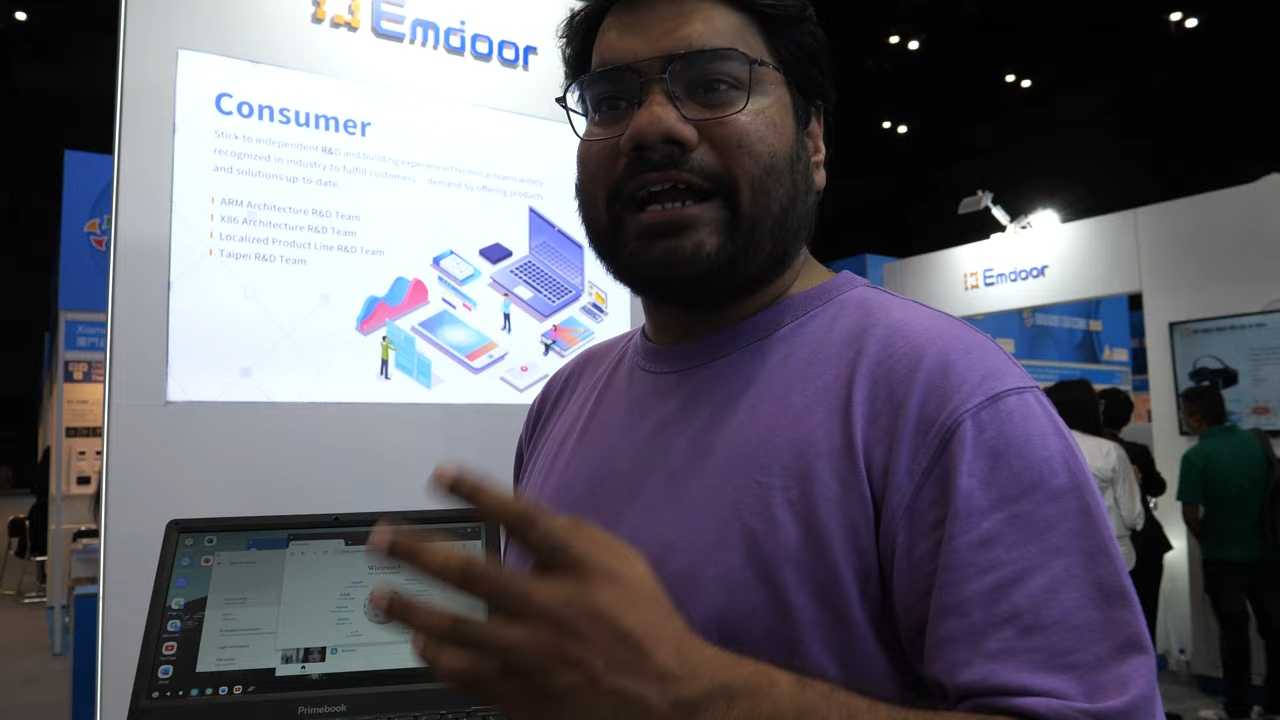 Emdoor
Consumer
Stick to independent R&D and building experienced technical teams widely
recognized in industry to fulfill customers' demand by offering products
and solutions up-to-date.
ARM Architecture R&D Team
X86 Architecture R&D Team
Localized Product Line R&D Team
Taipei R&D Team
Emdoor
YouTube
Primebook